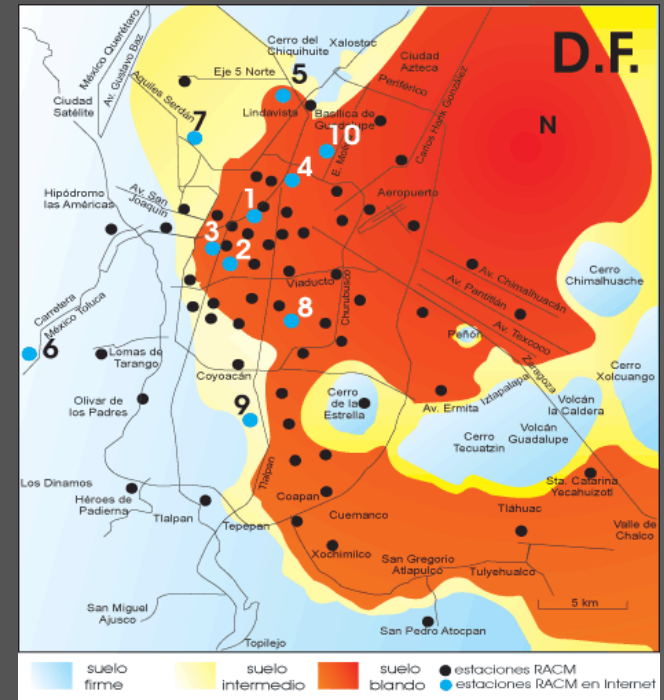 D.F.
N
México Querétaro
Av. Gustavo Baz
Cerro del
Chiquihuite
Xalostoc
Ciudad
Azteca
Eje 5 Norte
5
Periférico
Aquiles Serdán
Ciudad
Satélite
Lindavista
Basílica de
Guadalupe
Carlos Hank González
7
10
E. Molina
4
Hipódromo
las Américas
Av. San
Joaquín
1
Aeropuerto
3
2
Cerro
Chimalhuache
Av. Chimalhuacán
Viaducto
Churubusco
Av. Pantitlán
Carretera
México Toluca
8
Av. Texcoco
Peñón
6
Lomas de
Tarango
Zaragoza
Cerro
Xolcuango
Coyoacán
Iztapalapa
Olivar de
los Padres
9
Cerro
de la
Estrella
Av. Ermita
Volcán
la Caldera
Volcán
Guadalupe
Cerro
Tecuatzin
Tlalpan
Los Dinamos
Sta. Catarina
Yecahuizotl
Héroes de
Padierna
Coapan
Tláhuac
Tlalpan
Tepepan
Cuemanco
Valle de
Chalco
Xochimilco
San Gregorio
Atlapulco
Tulyehualco
5 km
San Miguel
Ajusco
San Pedro Atocpan
Topilejo
suelo
firme
suelo
intermedio
suelo
blando
estaciones RACM
estaciones RACM en Internet